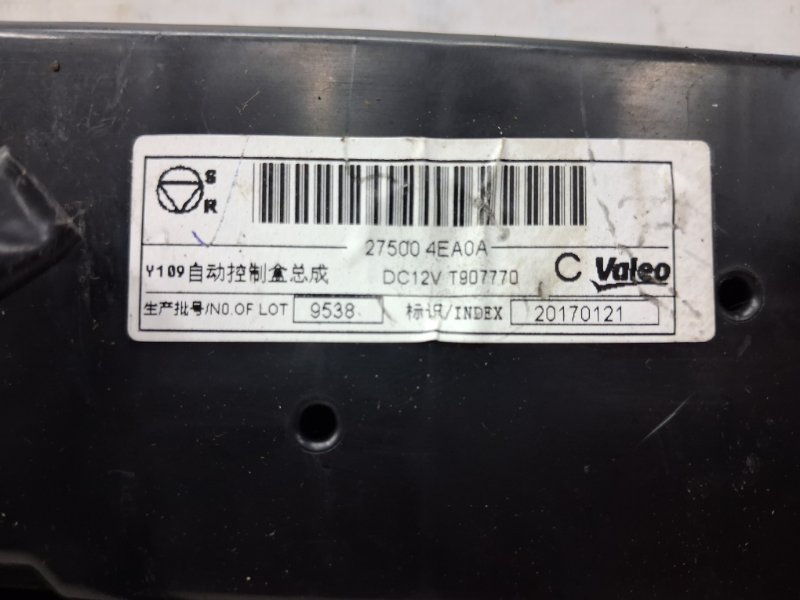 S
R
27500 4EA0A
Y109自动控制盒总成 DC12V T907770 C Valeo
生产批号/NO.OF LOT 9538 标识/INDEX 20170121